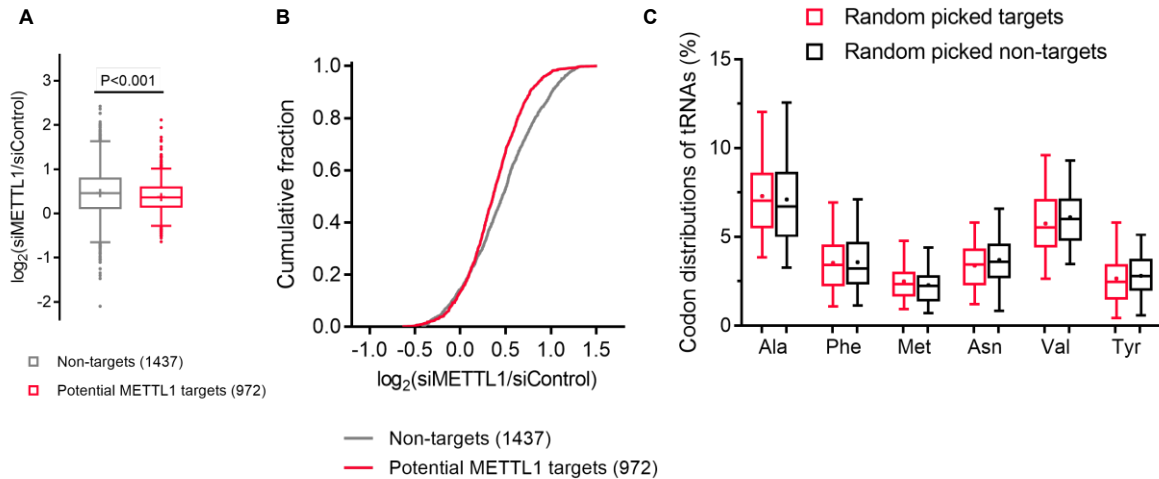 A
log2(siMETTL1/siControl)
3
2
1
0
-1
-2
P<0.001
Non-targets (1437)
Potential METTL1 targets (972)
B
Cumulative fraction
1.0
0.8
0.6
0.4
0.2
0.0
-1.0 -0.5 0.0 0.5 1.0 1.5
log2(siMETTL1/siControl)
Non-targets (1437)
Potential METTL1 targets (972)
C
Random picked targets
Random picked non-targets
Codon distributions of tRNAs (%)
15
10
5
0
Ala Phe Met Asn Val Tyr